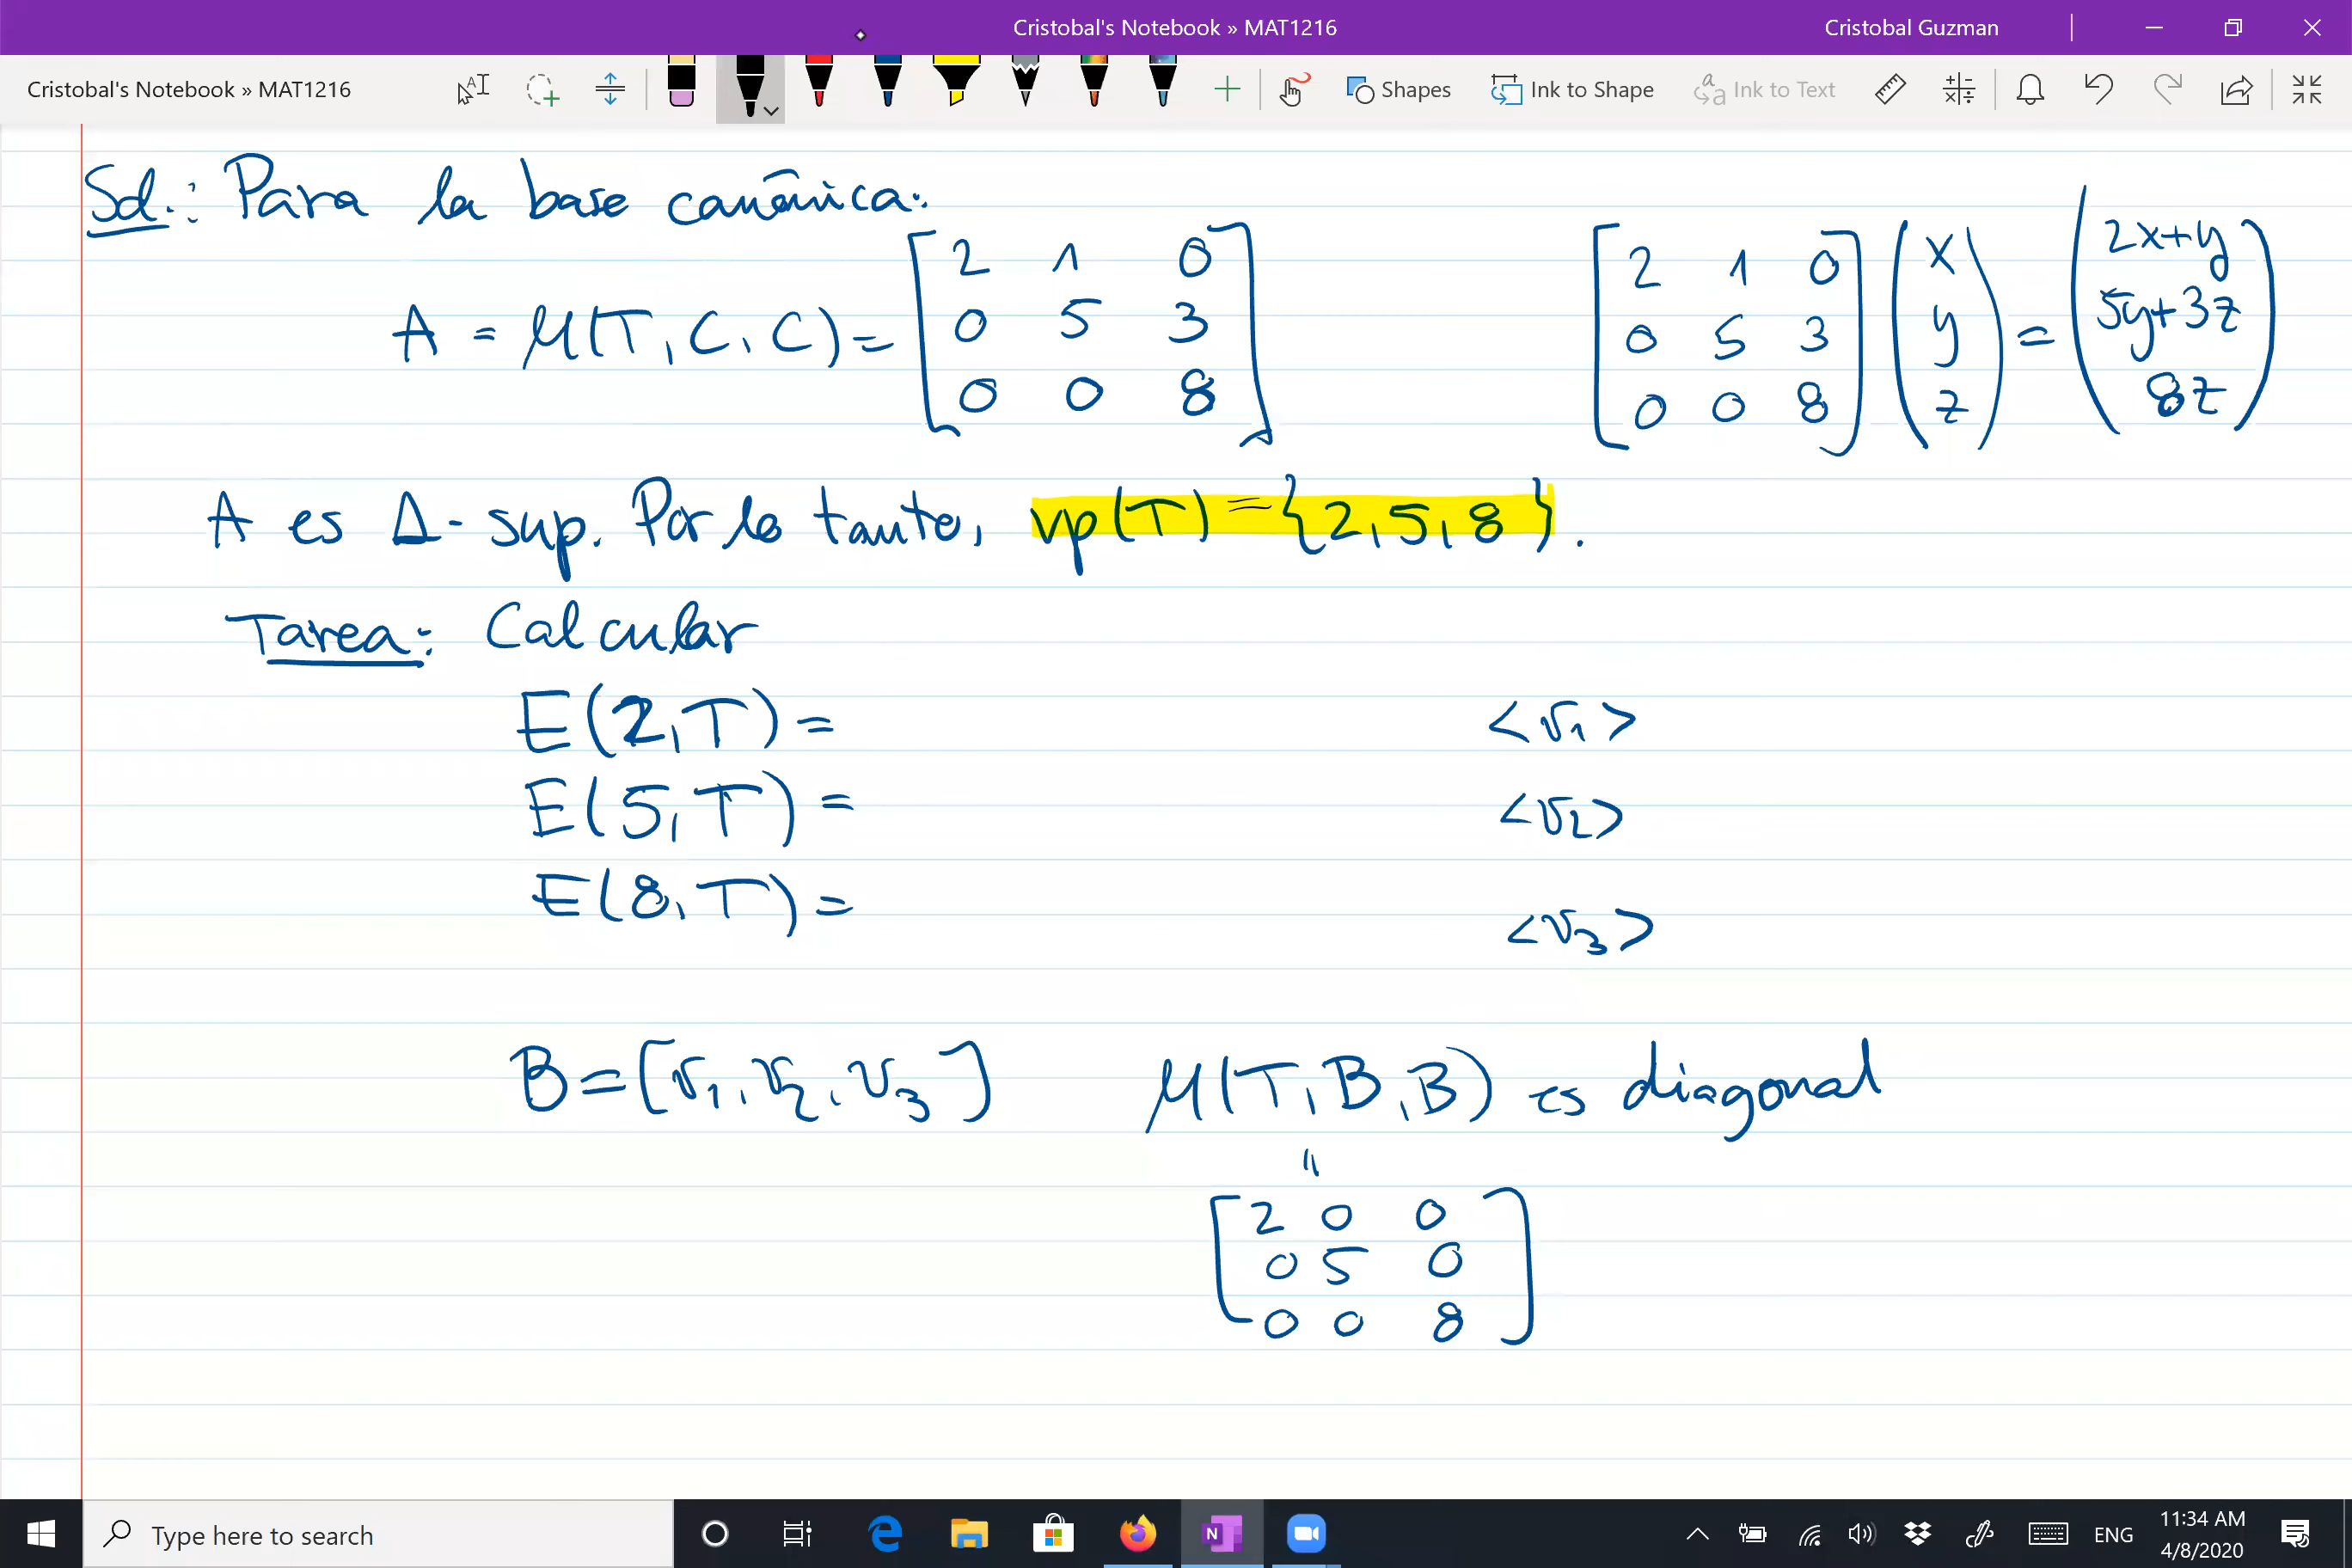 Cristobal's Notebook » MAT1216
Cristobal Guzman
Cristobal's Notebook » MAT1216
Shapes
Ink to Shape
Ink to Text
Sol.: Para la base canónica:
A = M(T, C, C) = [2 1 0; 0 5 3; 0 0 8]
[2 1 0; 0 5 3; 0 0 8] (x; y; z) = (2x+y; 5y+3z; 8z)
A es Δ-sup. Por lo tanto, vp(T) = {2,5,8}.
Tarea: Calcular
E(2,T) = <v1>
E(5,T) = <v2>
E(8,T) = <v3>
B = [v1, v2, v3] M(T,B,B) es diagonal
"
[2 0 0; 0 5 0; 0 0 8]
Type here to search
ENG
11:34 AM
4/8/2020